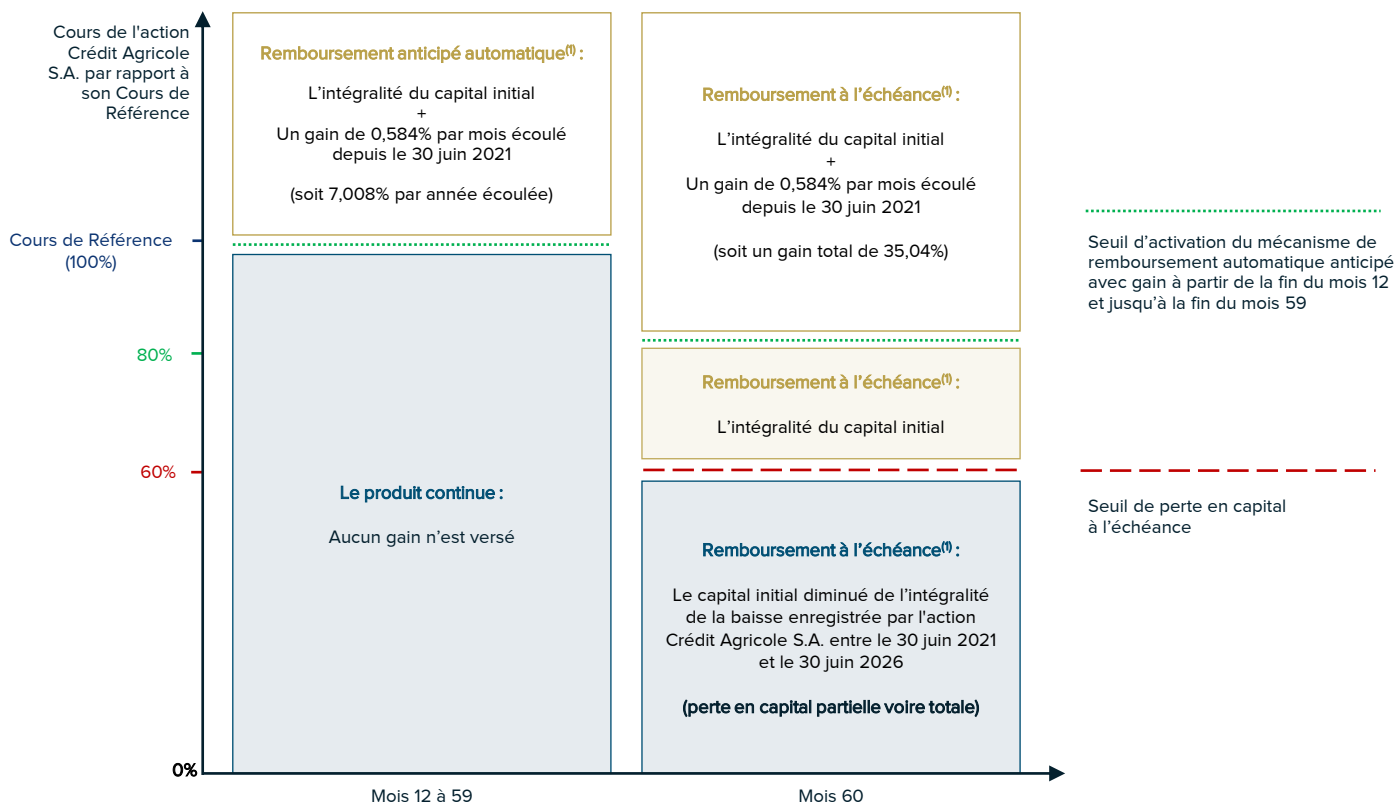 Cours de l'action
Crédit Agricole
S.A. par rapport à
son Cours de
Référence
Remboursement anticipé automatique(1) :
L’intégralité du capital initial
+
Un gain de 0,584% par mois écoulé
depuis le 30 juin 2021
(soit 7,008% par année écoulée)
Remboursement à l’échéance(1) :
L’intégralité du capital initial
+
Un gain de 0,584% par mois écoulé
depuis le 30 juin 2021
(soit un gain total de 35,04%)
Cours de Référence
(100%)
Seuil d’activation du mécanisme de
remboursement automatique anticipé
avec gain à partir de la fin du mois 12
et jusqu’à la fin du mois 59
80%
Remboursement à l’échéance(1) :
L’intégralité du capital initial
60%
Le produit continue :
Aucun gain n’est versé
Seuil de perte en capital
à l’échéance
Remboursement à l’échéance(1) :
Le capital initial diminué de l’intégralité
de la baisse enregistrée par l'action
Crédit Agricole S.A. entre le 30 juin 2021
et le 30 juin 2026
(perte en capital partielle voire totale)
0%
Mois 12 à 59
Mois 60